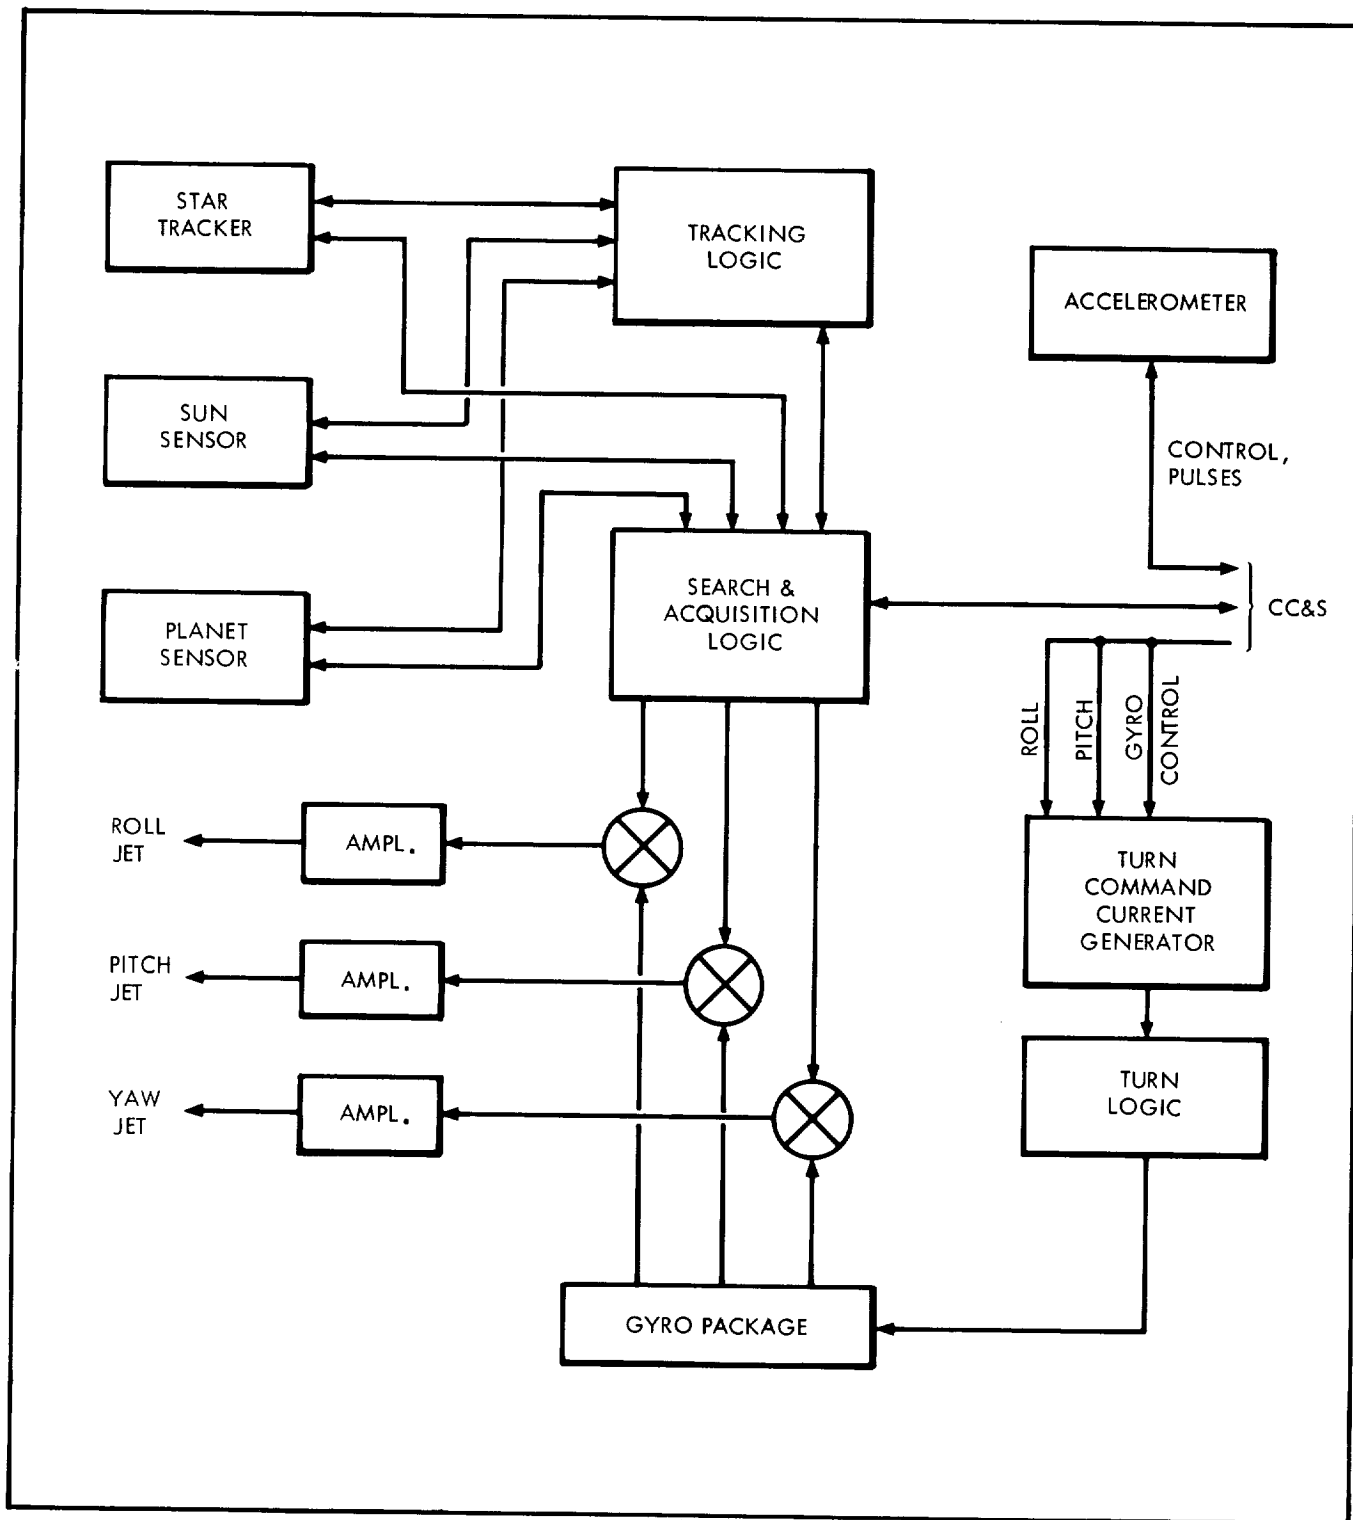 STAR
TRACKER
TRACKING
LOGIC
ACCELEROMETER
SUN
SENSOR
CONTROL,
PULSES
SEARCH &
ACQUISITION
LOGIC
CC&S
PLANET
SENSOR
ROLL
PITCH
GYRO
CONTROL
ROLL
JET
AMPL.
TURN
COMMAND
CURRENT
GENERATOR
PITCH
JET
AMPL.
YAW
JET
AMPL.
TURN
LOGIC
GYRO PACKAGE